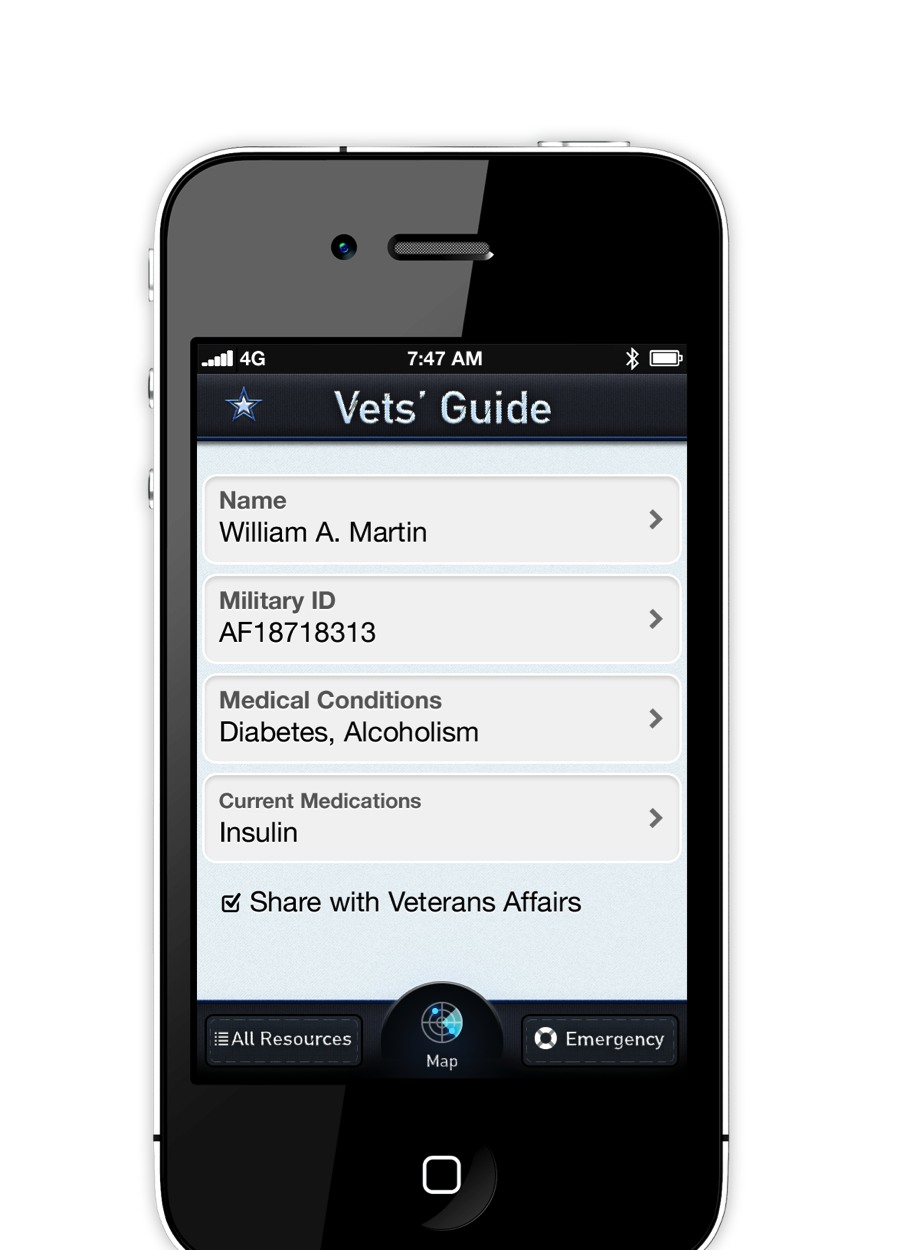 4G 7:47 AM
Vets' Guide
Name
William A. Martin
Military ID
AF18718313
Medical Conditions
Diabetes, Alcoholism
Current Medications
Insulin
Share with Veterans Affairs
All Resources
Map
Emergency